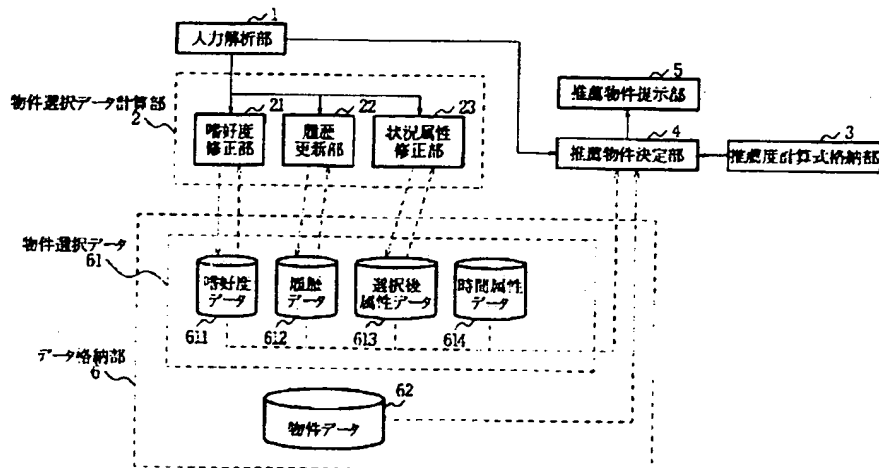 1
入力解析部
5
推薦物件提示部
物件選択データ計算部
2
21
嗜好度
修正部
22
履歴
更新部
23
状況属性
修正部
4
推薦物件決定部
3
推薦度計算式格納部
物件選択データ
61
嗜好度
データ
611
履歴
データ
612
選択後
属性データ
613
時間属性
データ
614
データ格納部
6
62
物件データ